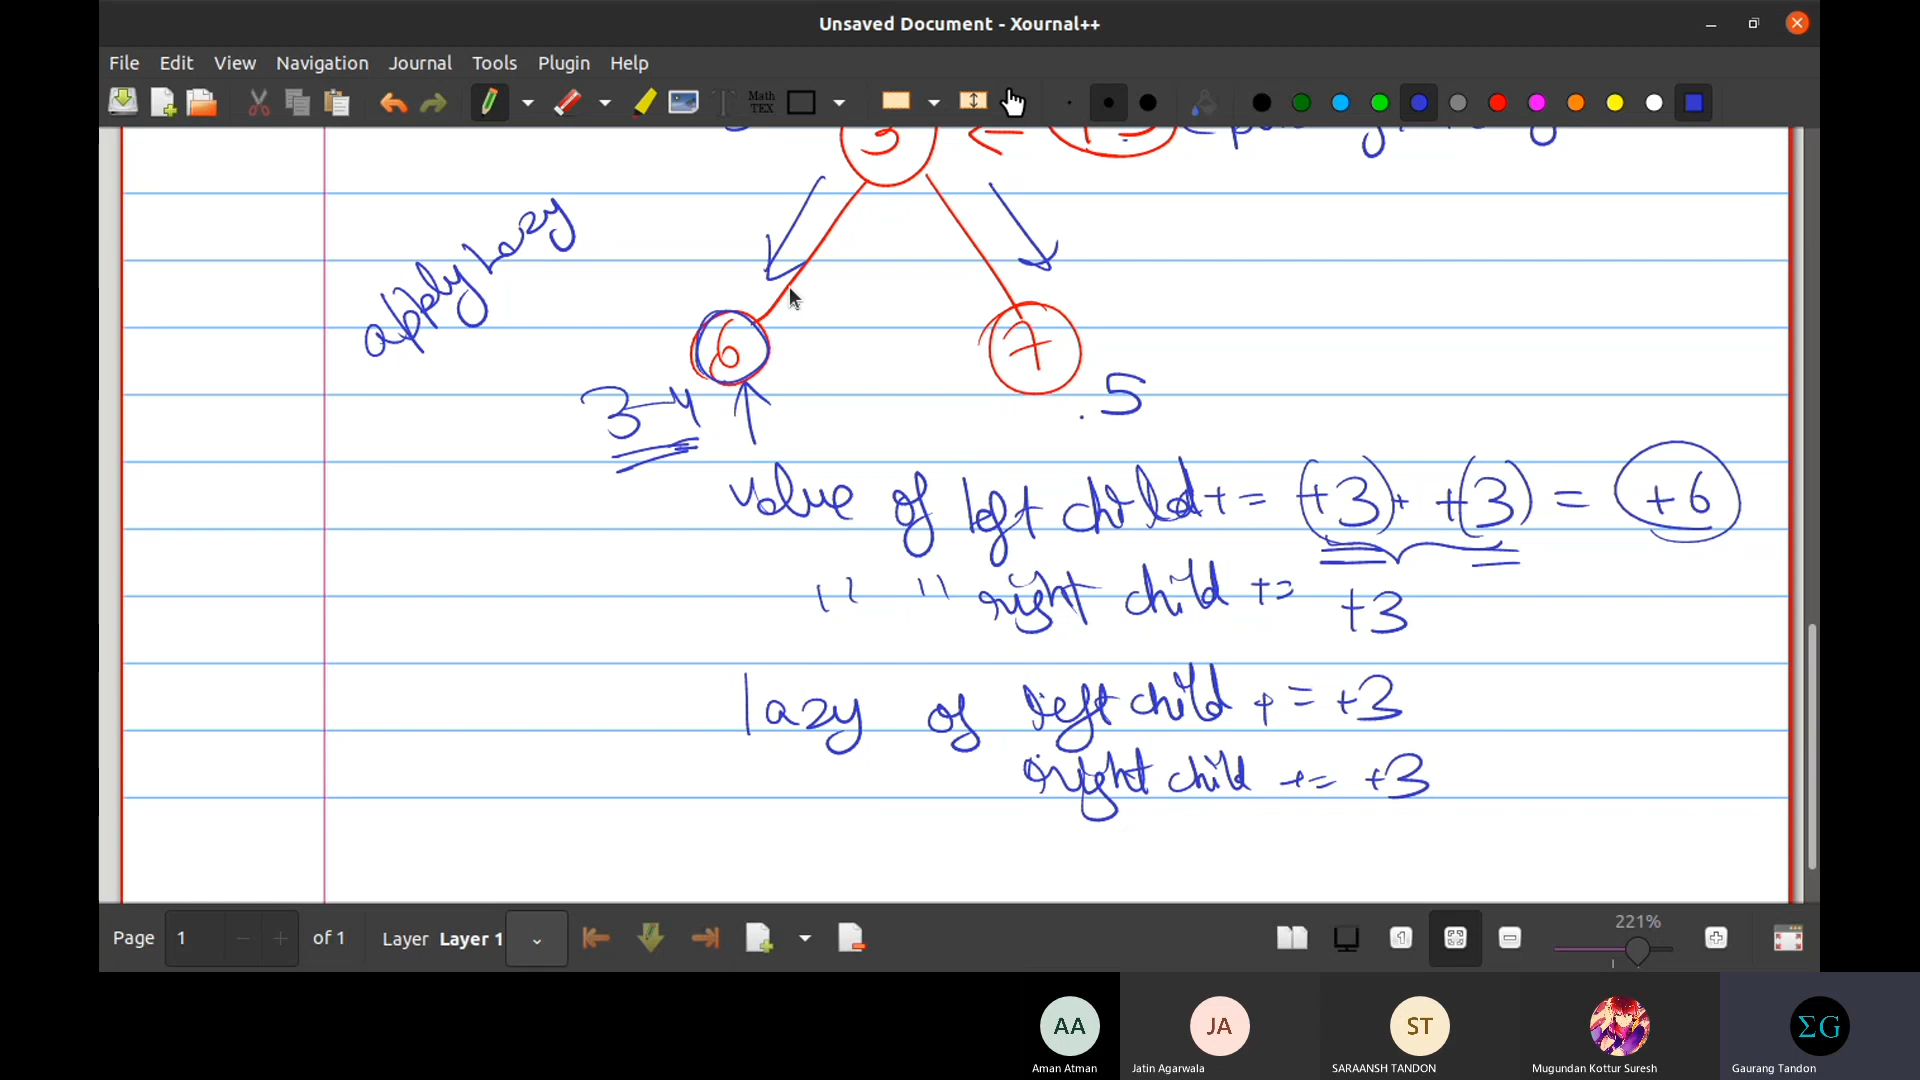 Unsaved Document - Xournal++
File Edit View Navigation Journal Tools Plugin Help
Math
TEX
3
apply Lazy
6 7
3-4 .5
value of left child += (+3) + +(3) = +6
" " right child += +3
lazy of left child += +3
right child += +3
Page 1 of 1 Layer Layer 1 221%
AA JA ST ΣG
Aman Atman Jatin Agarwala SARAANSH TANDON Mugundan Kottur Suresh Gaurang Tandon